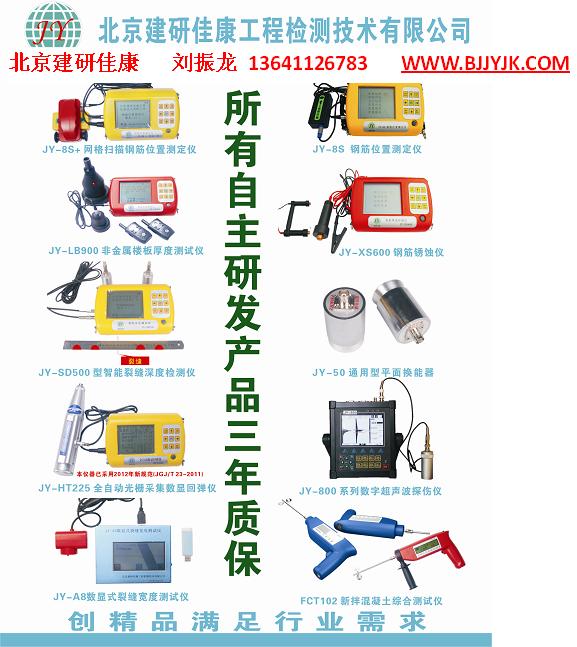 JY 北京建研佳康工程检测技术有限公司
北京建研佳康 刘振龙 13641126783 WWW.BJJYJK.COM
所有自主研发产品三年质保
JY-8S+ 网格扫描钢筋位置测定仪
JY-8S 钢筋位置测定仪
JY-LB900 非金属楼板厚度测试仪
JY-XS600 钢筋锈蚀仪
裂缝
JY-SD500 型智能裂缝深度检测仪
JY-50 通用型平面换能器
本仪器已采用2012年新规范(JGJ/T 23-2011)
JY-HT225 全自动光栅采集数显回弹仪
JY-800 系列数字超声波探伤仪
JY-A8数显式裂缝宽度测试仪
FCT102 新拌混凝土综合测试仪
创精品满足行业需求